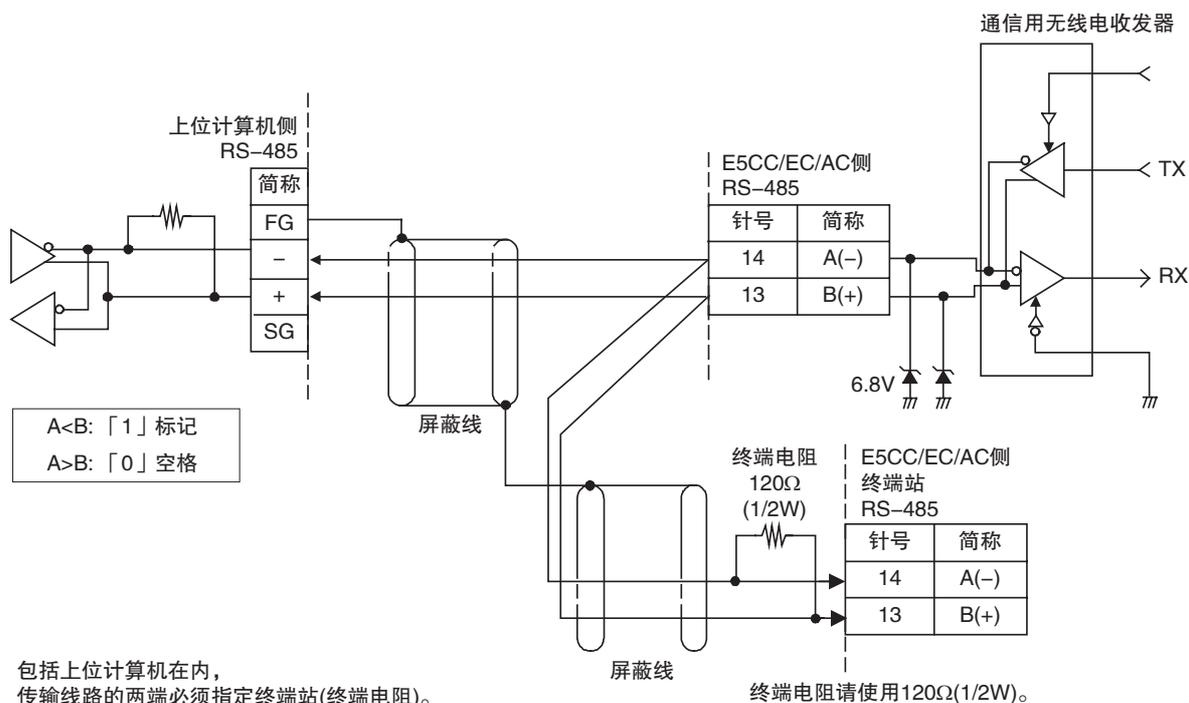 通信用无线电收发器
上位计算机侧
RS-485
简称
FG
-
+
SG
E5CC/EC/AC侧
RS-485
针号 简称
14 A(-)
13 B(+)
TX
RX
6.8V
屏蔽线
A<B: 「1」标记
A>B: 「0」空格
终端电阻
120Ω
(1/2W)
E5CC/EC/AC侧
终端站
RS-485
针号 简称
14 A(-)
13 B(+)
屏蔽线
包括上位计算机在内，
传输线路的两端必须指定终端站(终端电阻)。
终端电阻请使用120Ω(1/2W)。